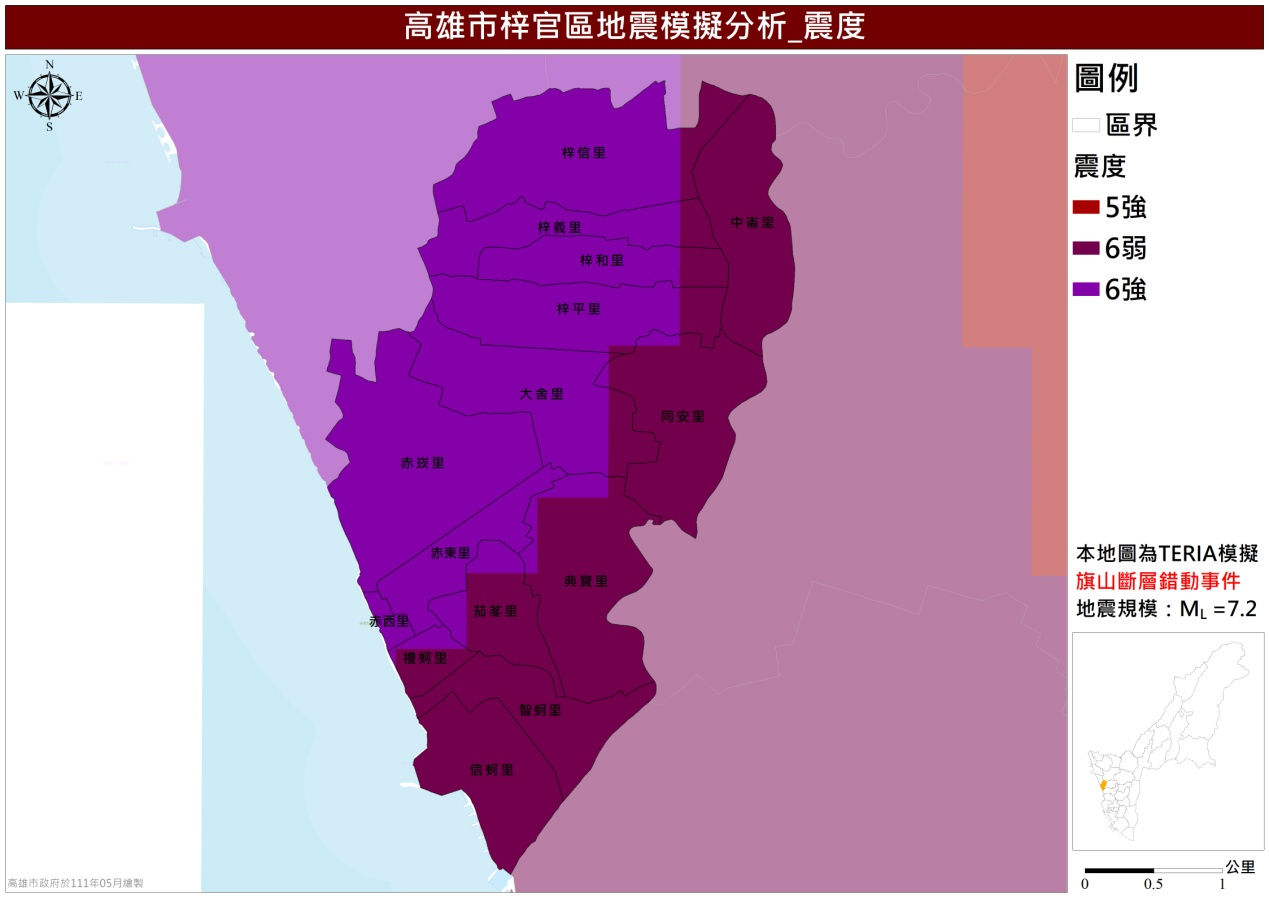 高雄市梓官區地震模擬分析_震度
N
W
E
S
圖例
區界
震度
5強
6弱
6強
梓信里
中崙里
梓義里
梓和里
梓平里
大舍里
同安里
赤崁里
赤東里
典寶里
茄苳里
赤西里
禮蚵里
智蚵里
信蚵里
本地圖為TERIA模擬
旗山斷層錯動事件
地震規模：ML =7.2
公里
0 0.5 1
高雄市政府於111年05月繪製